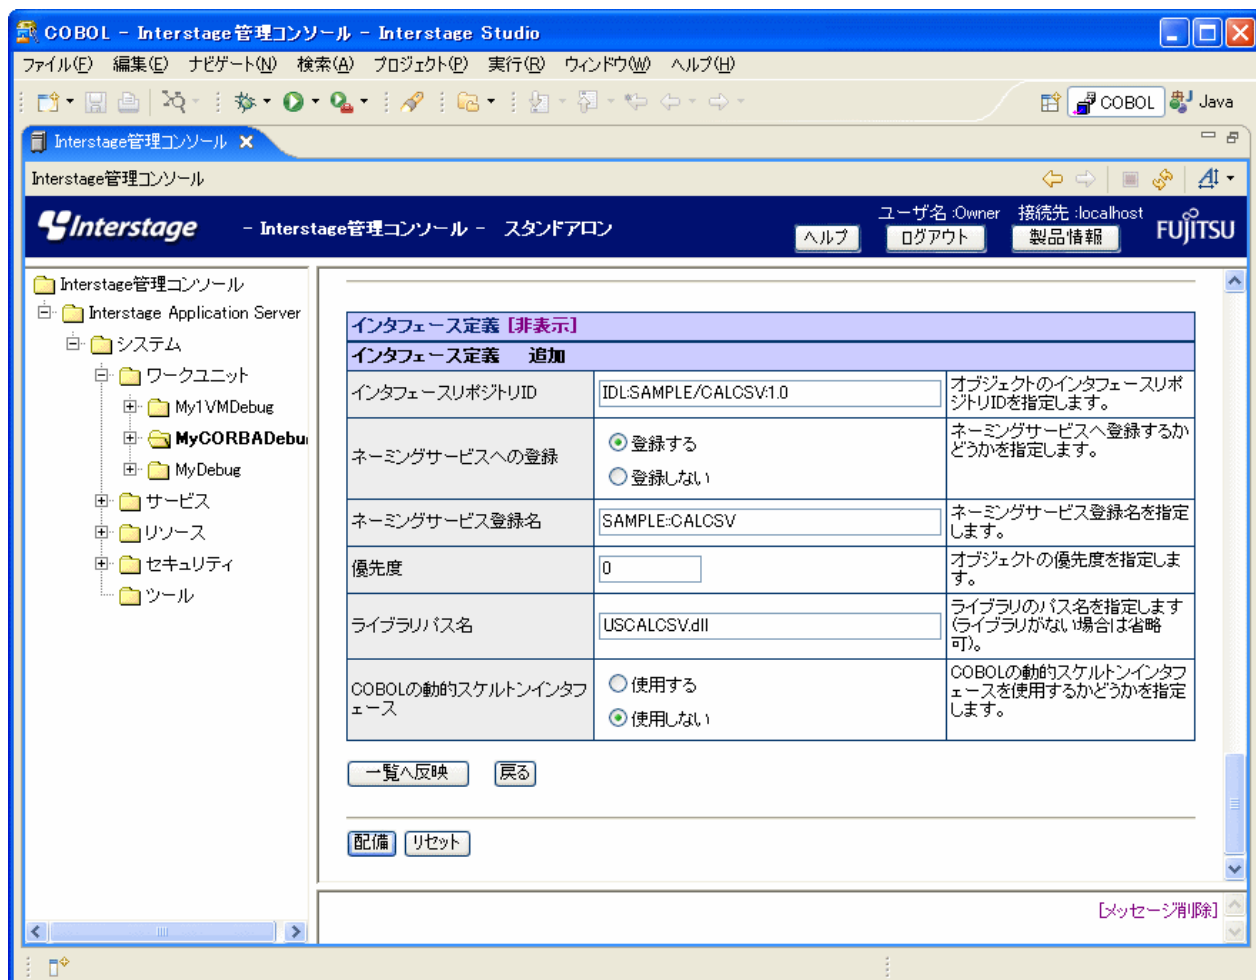 COBOL - Interstage管理コンソール - Interstage Studio
ファイル(F) 編集(E) ナビゲート(N) 検索(A) プロジェクト(P) 実行(R) ウィンドウ(W) ヘルプ(H)
COBOL Java
Interstage管理コンソール
Interstage管理コンソール
Interstage - Interstage管理コンソール - スタンドアロン
ユーザ名 :Owner 接続先 :localhost
ヘルプ ログアウト 製品情報 FUJITSU
Interstage管理コンソール
Interstage Application Server
システム
ワークユニット
My1VMDebug
MyCORBADebu
MyDebug
サービス
リソース
セキュリティ
ツール
インタフェース定義 [非表示]
インタフェース定義 追加
インタフェースリポジトリID
IDL:SAMPLE/CALCSV:1.0
オブジェクトのインタフェースリポ
ジトリIDを指定します。
ネーミングサービスへの登録
登録する
登録しない
ネーミングサービスへ登録するか
どうかを指定します。
ネーミングサービス登録名
SAMPLE::CALCSV
ネーミングサービス登録名を指定
します。
優先度
0
オブジェクトの優先度を指定しま
す。
ライブラリパス名
USCALCSV.dll
ライブラリのパス名を指定します
(ライブラリがない場合は省略
可)。
COBOLの動的スケルトンインタフ
ェース
使用する
使用しない
COBOLの動的スケルトンインタフ
ェースを使用するかどうかを指定
します。
一覧へ反映 戻る
配備 リセット
[メッセージ削除]